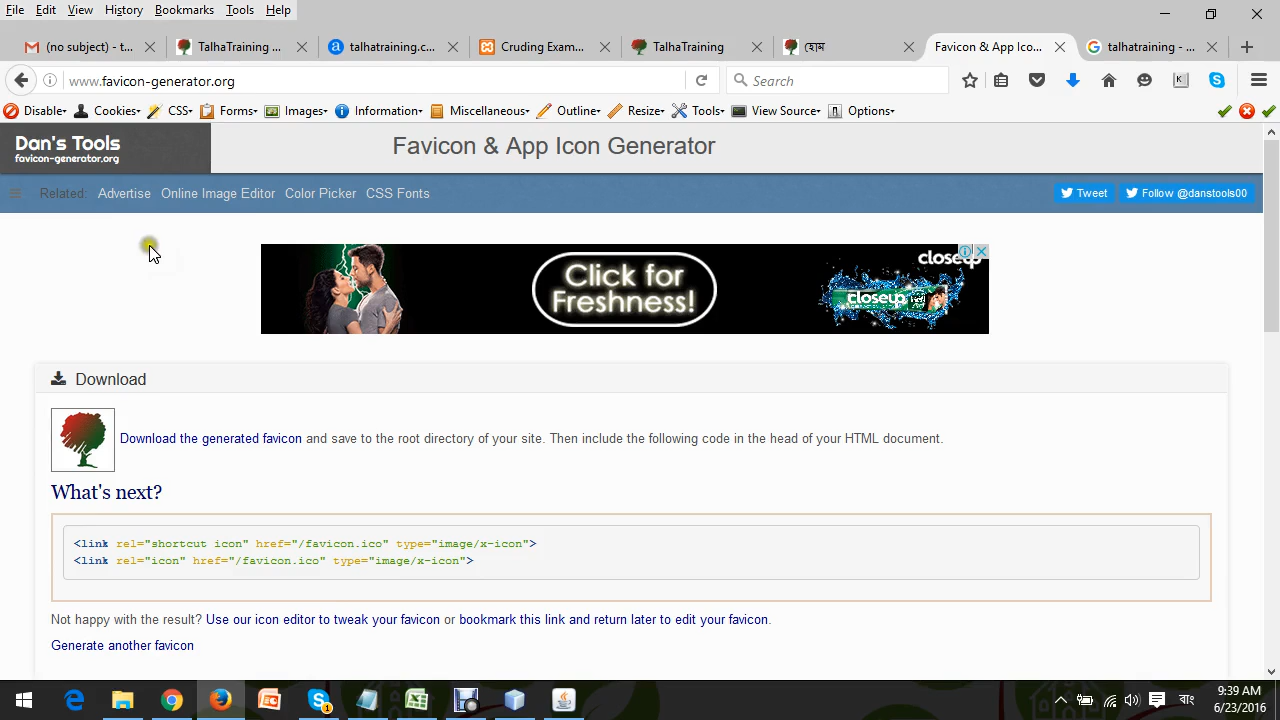 File Edit View History Bookmarks Tools Help
(no subject) - t... TalhaTraining ... talhatraining.c... Cruding Exam... TalhaTraining হোম Favicon & App Ico... talhatraining - ...
www.favicon-generator.org Search
Disable Cookies CSS Forms Images Information Miscellaneous Outline Resize Tools View Source Options
Dan's Tools
favicon-generator.org
Favicon & App Icon Generator
Related: Advertise Online Image Editor Color Picker CSS Fonts Tweet Follow @danstools00
Click for
Freshness!
closeup
closeup
Download
Download the generated favicon and save to the root directory of your site. Then include the following code in the head of your HTML document.
What's next?
<link rel="shortcut icon" href="/favicon.ico" type="image/x-icon">
<link rel="icon" href="/favicon.ico" type="image/x-icon">
Not happy with the result? Use our icon editor to tweak your favicon or bookmark this link and return later to edit your favicon.
Generate another favicon
1
বাং
9:39 AM
6/23/2016